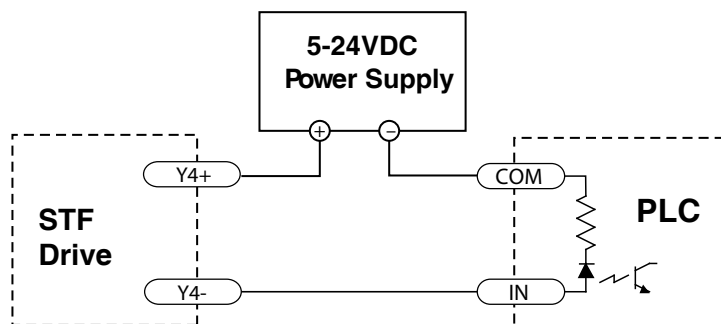 5-24VDC
Power Supply
+ −
Y4+
COM
STF
Drive
PLC
Y4-
IN